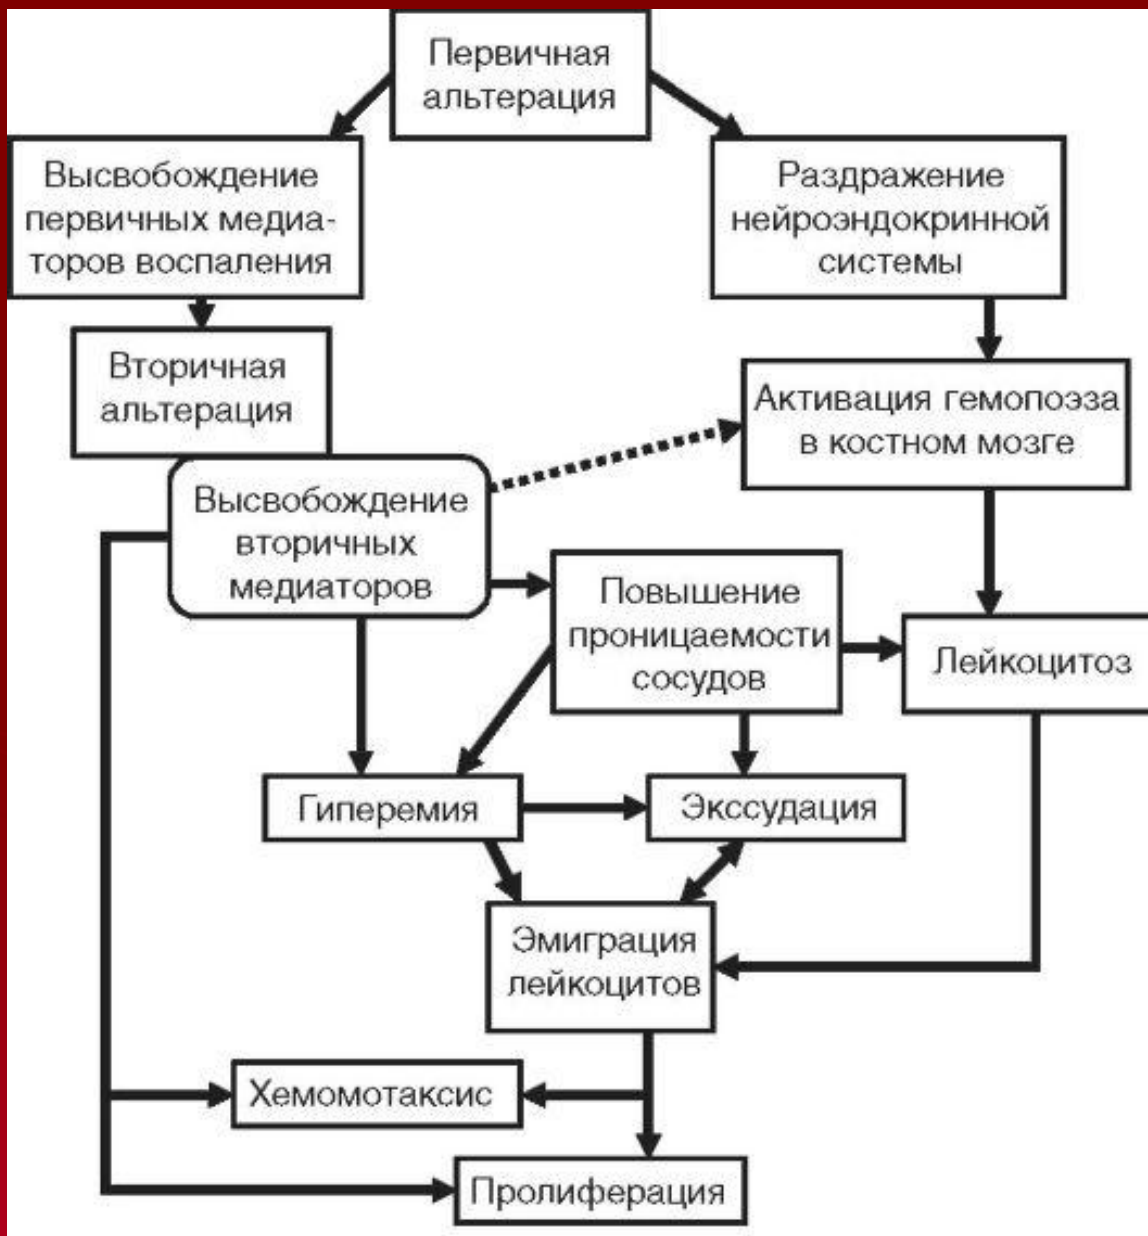 Первичная
альтерация
Высвобождение
первичных медиа-
торов воспаления
Раздражение
нейроэндокринной
системы
Вторичная
альтерация
Активация гемопоэза
в костном мозге
Высвобождение
вторичных
медиаторов
Повышение
проницаемости
сосудов
Лейкоцитоз
Гиперемия
Экссудация
Эмиграция
лейкоцитов
Хемомотаксис
Пролиферация